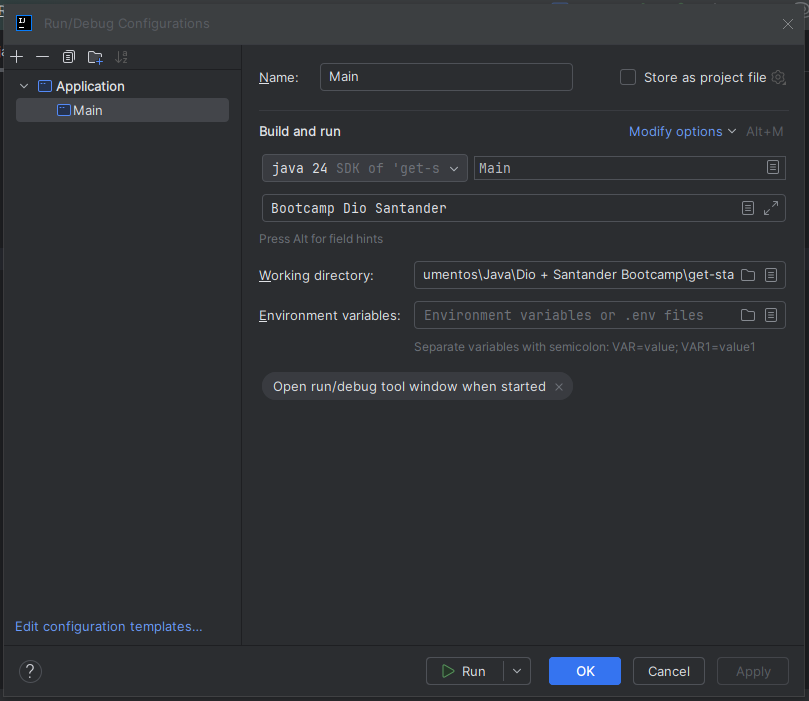 Run/Debug Configurations
Application
Main
Name: Main Store as project file
Build and run Modify options Alt+M
java 24 SDK of 'get-s Main
Bootcamp Dio Santander
Press Alt for field hints
Working directory: umentos\Java\Dio + Santander Bootcamp\get-sta
Environment variables: Environment variables or .env files
Separate variables with semicolon: VAR=value; VAR1=value1
Open run/debug tool window when started
Edit configuration templates...
? Run OK Cancel Apply